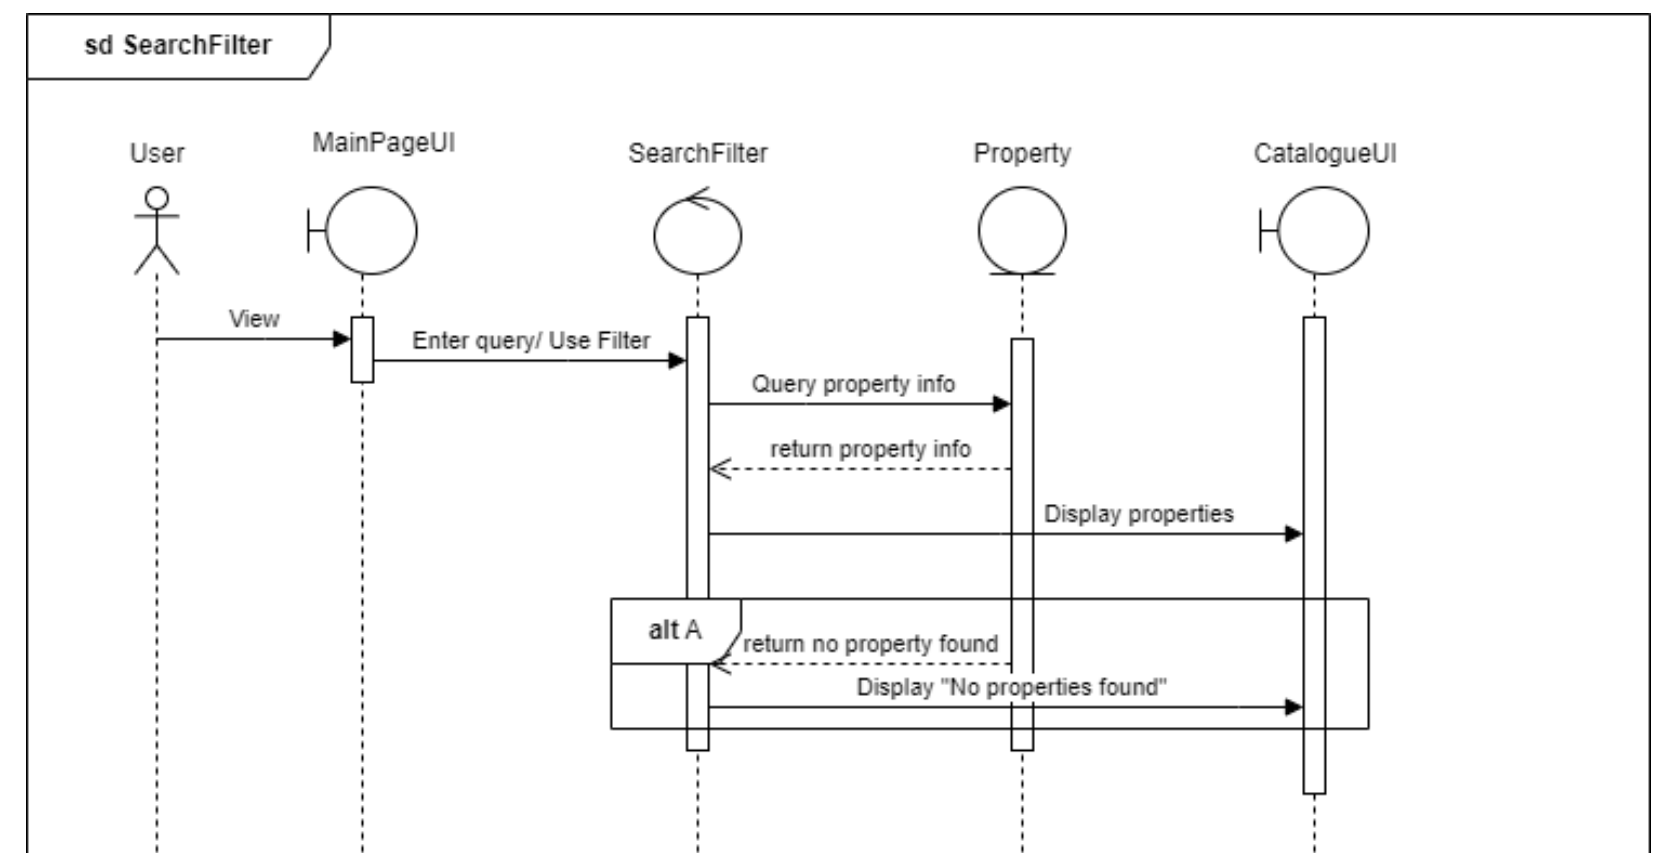 sd SearchFilter
User
MainPageUI
SearchFilter
Property
CatalogueUI
View
Enter query/ Use Filter
Query property info
return property info
Display properties
alt A
return no property found
Display "No properties found"